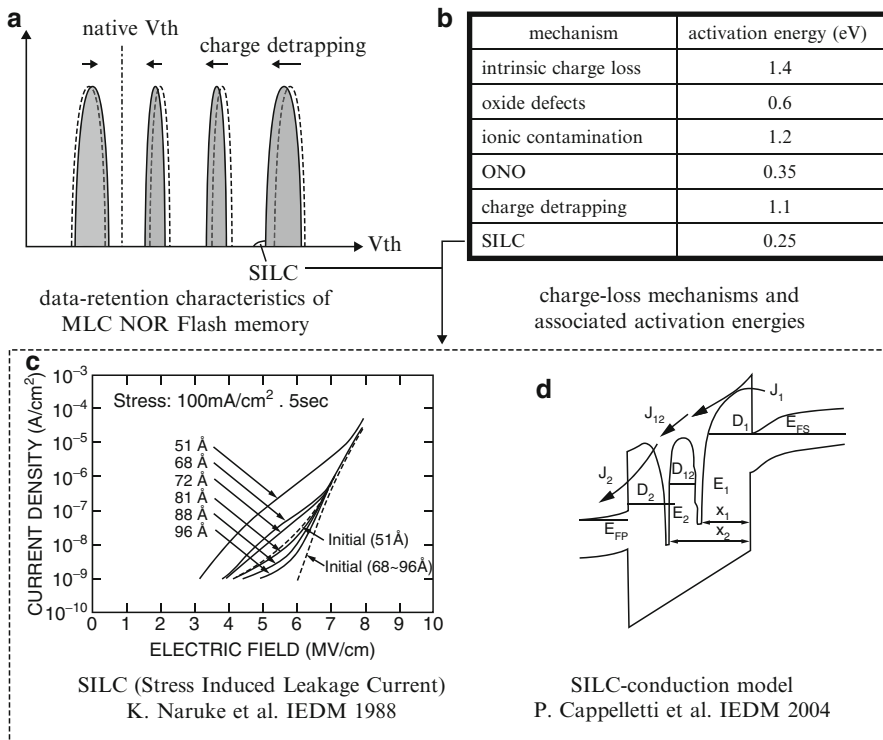 a
native Vth
charge detrapping
Vth
SILC
data-retention characteristics of
MLC NOR Flash memory
b
mechanism activation energy (eV)
intrinsic charge loss 1.4
oxide defects 0.6
ionic contamination 1.2
ONO 0.35
charge detrapping 1.1
SILC 0.25
charge-loss mechanisms and
associated activation energies
c
CURRENT DENSITY (A/cm²)
10⁻³
10⁻⁴
10⁻⁵
10⁻⁶
10⁻⁷
10⁻⁸
10⁻⁹
10⁻¹⁰
Stress: 100mA/cm² . 5sec
51 Å
68 Å
72 Å
81 Å
88 Å
96 Å
Initial (51Å)
Initial (68~96Å)
0 1 2 3 4 5 6 7 8 9 10
ELECTRIC FIELD (MV/cm)
SILC (Stress Induced Leakage Current)
K. Naruke et al. IEDM 1988
d
J₁
J₁₂
D₁
E_FS
J₂
D₁₂
E₁
D₂
E₂
x₁
E_FP
x₂
SILC-conduction model
P. Cappelletti et al. IEDM 2004